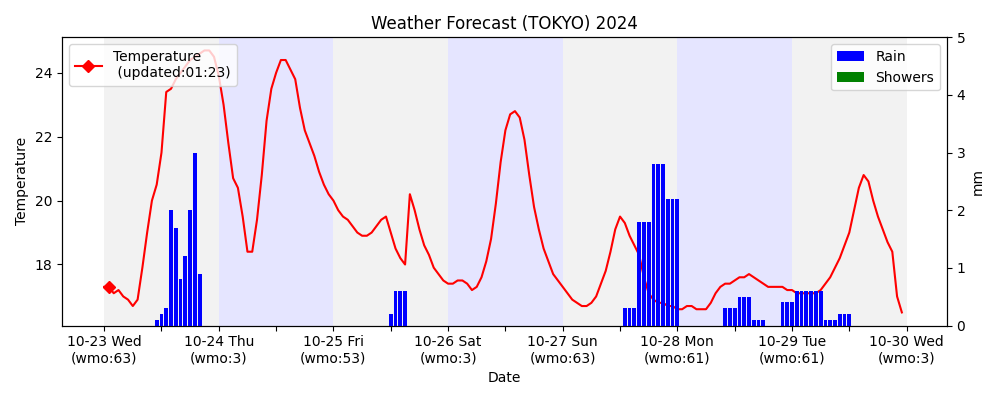 Weather Forecast (TOKYO) 2024
Temperature
(updated:01:23)
Rain
Showers
24
22
20
18
Temperature
5
4
3
2
1
0
mm
10-23 Wed
(wmo:63)
10-24 Thu
(wmo:3)
10-25 Fri
(wmo:53)
10-26 Sat
(wmo:3)
10-27 Sun
(wmo:63)
10-28 Mon
(wmo:61)
10-29 Tue
(wmo:61)
10-30 Wed
(wmo:3)
Date